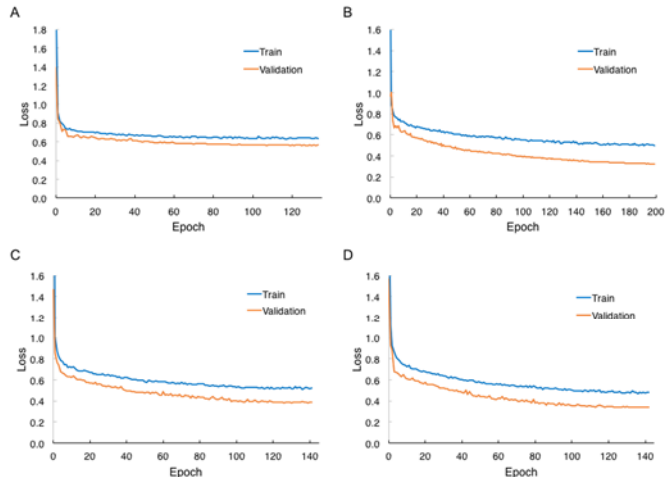 A
1.8
1.6
1.4
1.2
1.0
0.8
0.6
0.4
0.2
0.0
Loss
Train
Validation
0 20 40 60 80 100 120
Epoch
B
1.6
1.4
1.2
1.0
0.8
0.6
0.4
0.2
0.0
Loss
Train
Validation
0 20 40 60 80 100 120 140 160 180 200
Epoch
C
1.6
1.4
1.2
1.0
0.8
0.6
0.4
0.2
0.0
Loss
Train
Validation
0 20 40 60 80 100 120 140
Epoch
D
1.6
1.4
1.2
1.0
0.8
0.6
0.4
0.2
0.0
Loss
Train
Validation
0 20 40 60 80 100 120 140
Epoch